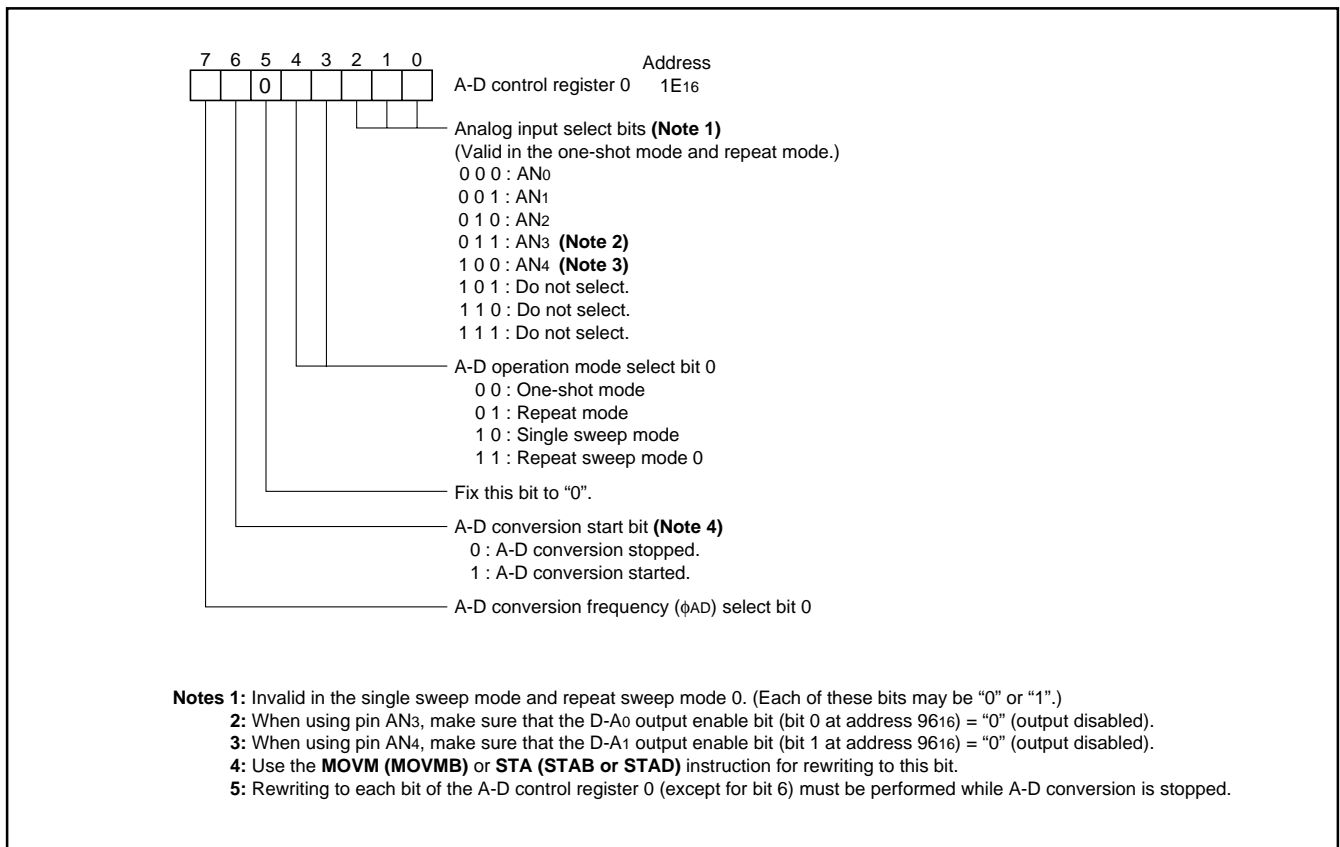 7 6 5 4 3 2 1 0
Address
0
A-D control register 0 1E16
Analog input select bits (Note 1)
(Valid in the one-shot mode and repeat mode.)
0 0 0 : AN0
0 0 1 : AN1
0 1 0 : AN2
0 1 1 : AN3 (Note 2)
1 0 0 : AN4 (Note 3)
1 0 1 : Do not select.
1 1 0 : Do not select.
1 1 1 : Do not select.
A-D operation mode select bit 0
0 0 : One-shot mode
0 1 : Repeat mode
1 0 : Single sweep mode
1 1 : Repeat sweep mode 0
Fix this bit to “0”.
A-D conversion start bit (Note 4)
0 : A-D conversion stopped.
1 : A-D conversion started.
A-D conversion frequency (ϕAD) select bit 0
Notes 1: Invalid in the single sweep mode and repeat sweep mode 0. (Each of these bits may be “0” or “1”.)
2: When using pin AN3, make sure that the D-A0 output enable bit (bit 0 at address 9616) = “0” (output disabled).
3: When using pin AN4, make sure that the D-A1 output enable bit (bit 1 at address 9616) = “0” (output disabled).
4: Use the MOVM (MOVMB) or STA (STAB or STAD) instruction for rewriting to this bit.
5: Rewriting to each bit of the A-D control register 0 (except for bit 6) must be performed while A-D conversion is stopped.